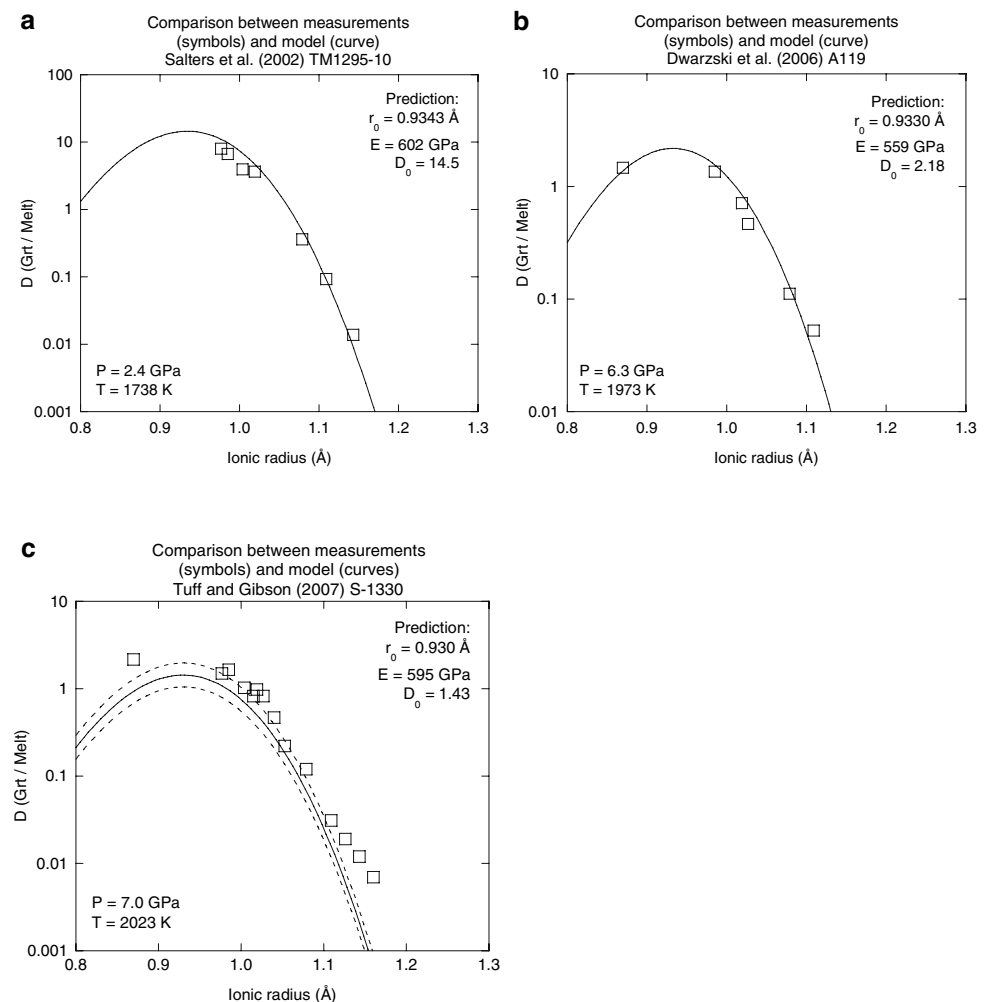 a
Comparison between measurements
(symbols) and model (curve)
Salters et al. (2002) TM1295-10
100
10
1
0.1
0.01
0.001
D (Grt / Melt)
Prediction:
r0 = 0.9343 Å
E = 602 GPa
D0 = 14.5
P = 2.4 GPa
T = 1738 K
0.8 0.9 1.0 1.1 1.2 1.3
Ionic radius (Å)
b
Comparison between measurements
(symbols) and model (curve)
Dwarzski et al. (2006) A119
10
1
0.1
0.01
D (Grt / Melt)
Prediction:
r0 = 0.9330 Å
E = 559 GPa
D0 = 2.18
P = 6.3 GPa
T = 1973 K
0.8 0.9 1.0 1.1 1.2 1.3
Ionic radius (Å)
c
Comparison between measurements
(symbols) and model (curves)
Tuff and Gibson (2007) S-1330
10
1
0.1
0.01
0.001
D (Grt / Melt)
Prediction:
r0 = 0.930 Å
E = 595 GPa
D0 = 1.43
P = 7.0 GPa
T = 2023 K
0.8 0.9 1.0 1.1 1.2 1.3
Ionic radius (Å)